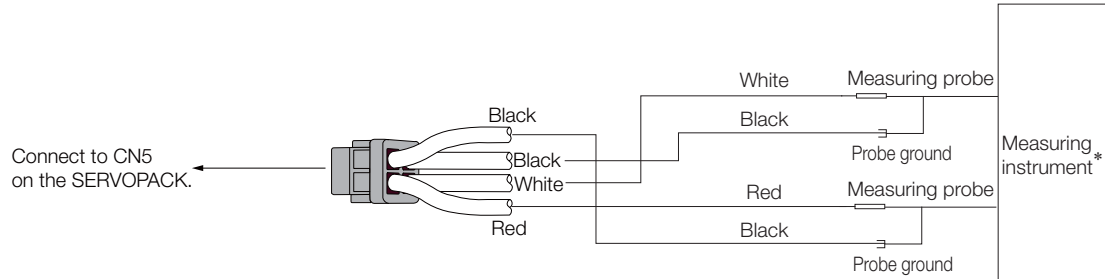 White
Measuring probe
Black
Black
Probe ground
Connect to CN5
on the SERVOPACK.
Black
White
Measuring
instrument*
Red
Measuring probe
Red
Black
Probe ground